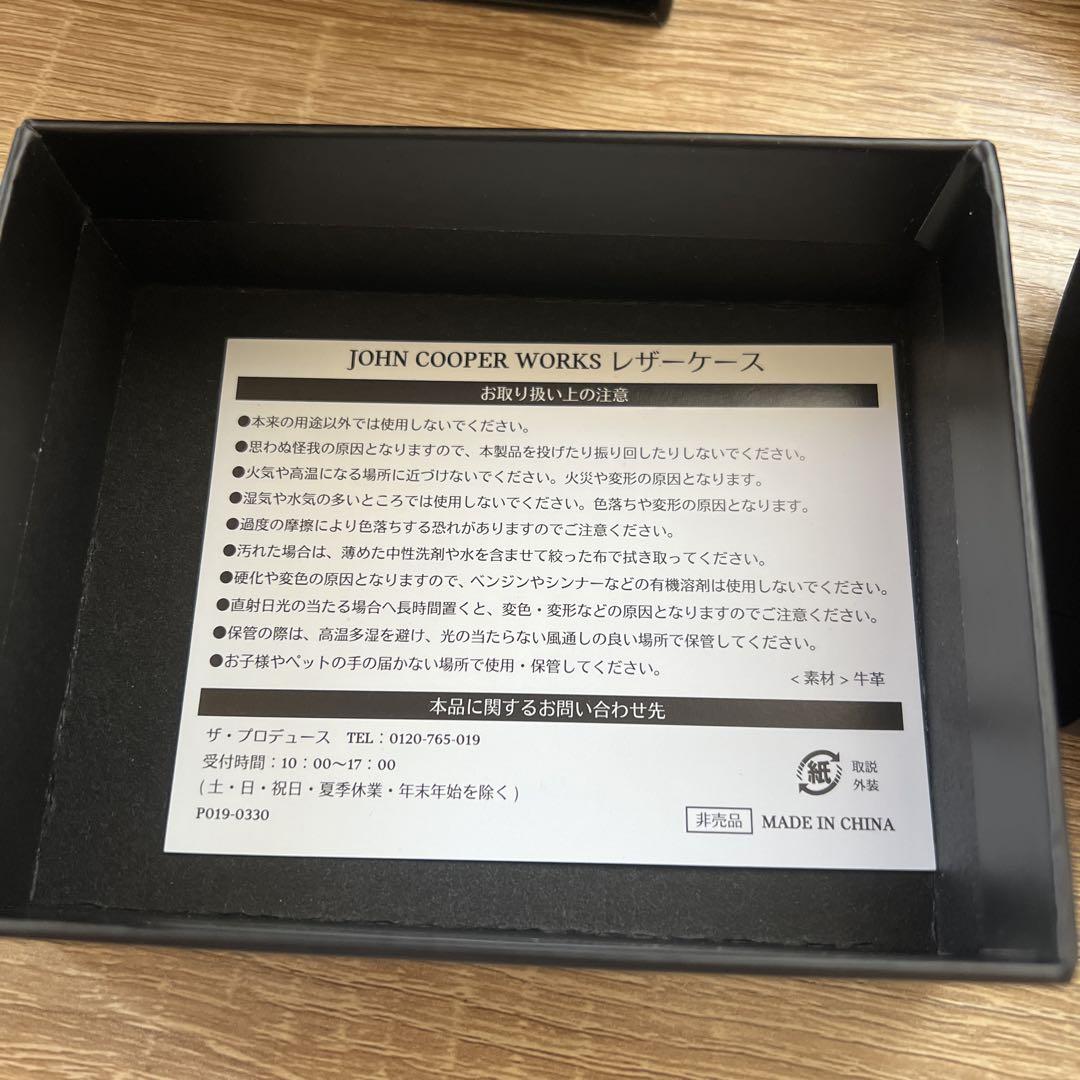 JOHN COOPER WORKS レザーケース
お取り扱い上の注意
●本来の用途以外では使用しないでください。
●思わぬ怪我の原因となりますので、本製品を投げたり振り回したりしないでください。
●火気や高温になる場所に近づけないでください。火災や変形の原因となります。
●湿気や水気の多いところでは使用しないでください。色落ちや変形の原因となります。
●過度の摩擦により色落ちする恐れがありますのでご注意ください。
●汚れた場合は、薄めた中性洗剤や水を含ませて絞った布で拭き取ってください。
●硬化や変色の原因となりますので、ベンジンやシンナーなどの有機溶剤は使用しないでください。
●直射日光の当たる場合へ長時間置くと、変色・変形などの原因となりますのでご注意ください。
●保管の際は、高温多湿を避け、光の当たらない風通しの良い場所で保管してください。
●お子様やペットの手の届かない場所で使用・保管してください。
<素材>牛革
本品に関するお問い合わせ先
ザ・プロデュース TEL：0120-765-019
受付時間：10：00〜17：00
(土・日・祝日・夏季休業・年末年始を除く)
P019-0330
紙
取説
外装
非売品 MADE IN CHINA